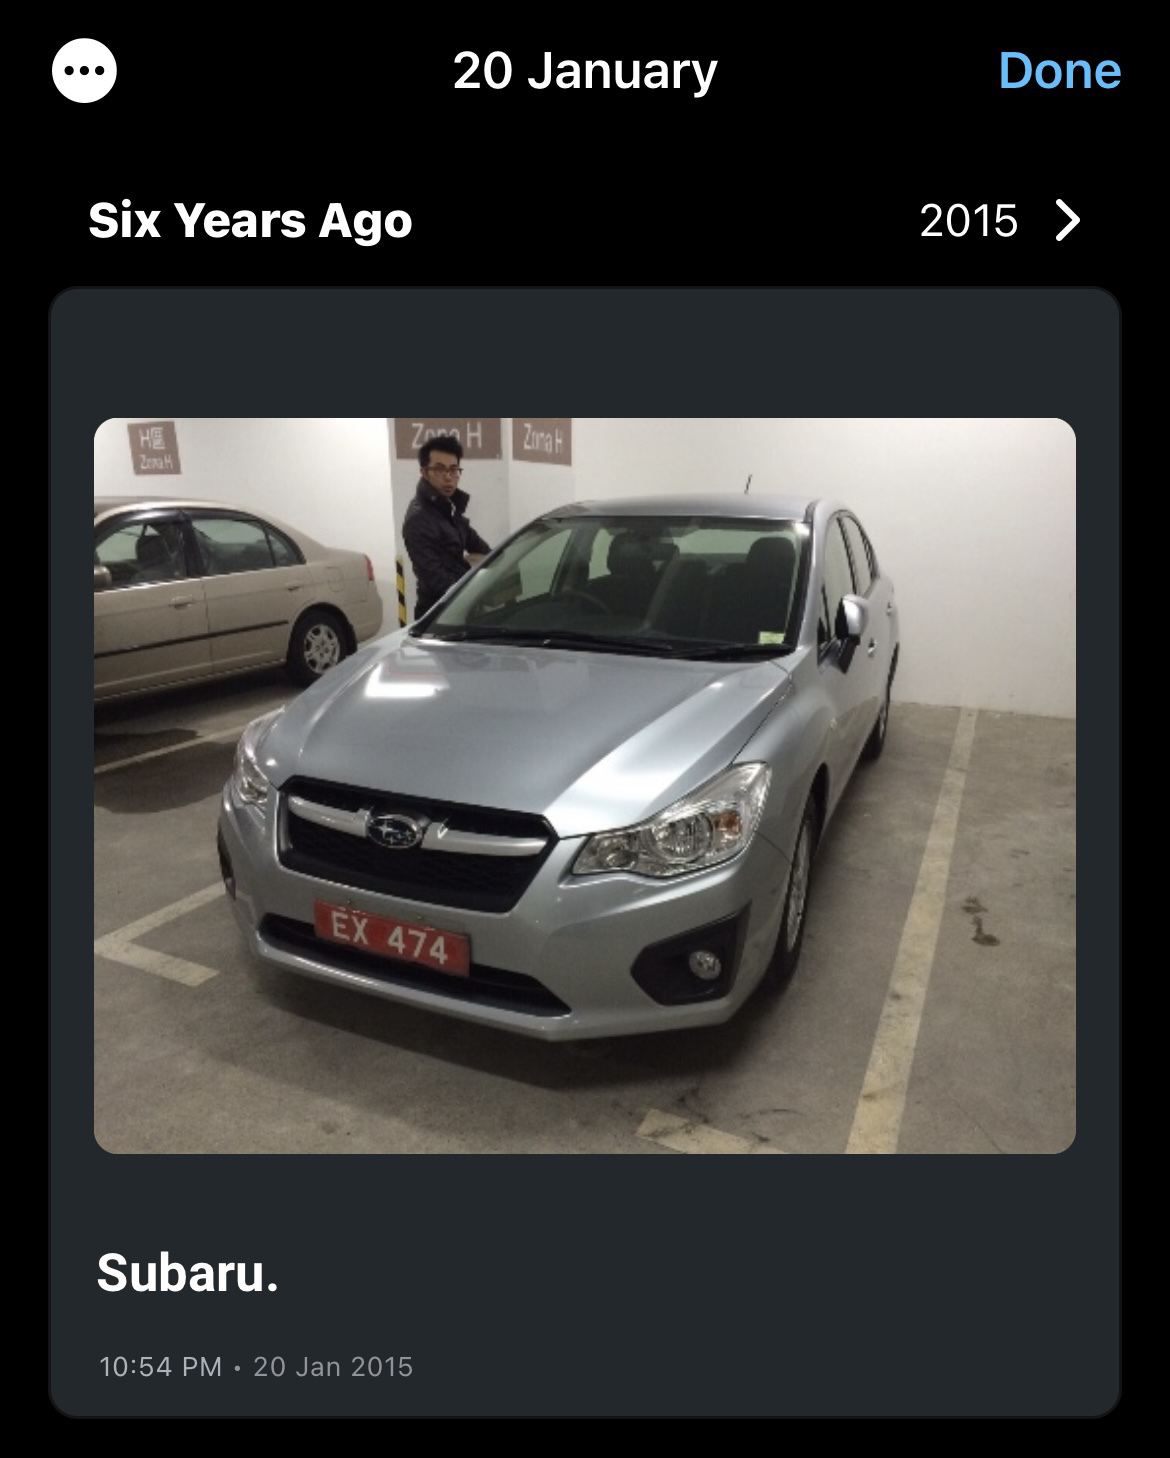 20 January
Done
Six Years Ago
2015
H區
Zona H
Zona H
Zona H
EX 474
Subaru.
10:54 PM • 20 Jan 2015